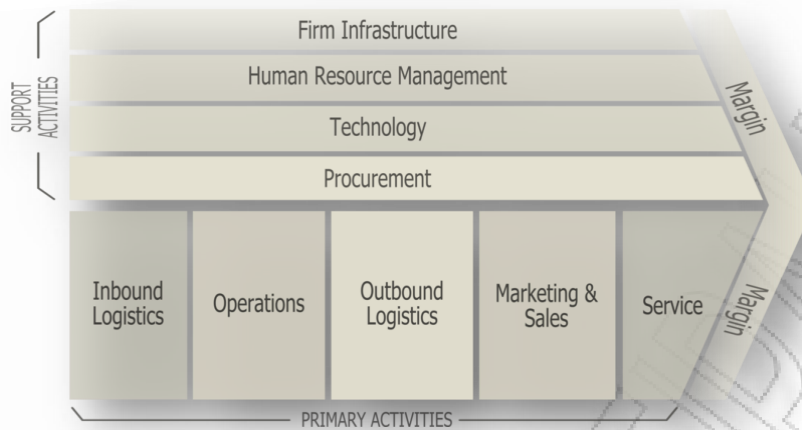 Firm Infrastructure
Human Resource Management
Technology
Procurement
SUPPORT
ACTIVITIES
Margin
Inbound
Logistics
Operations
Outbound
Logistics
Marketing &
Sales
Service
Margin
PRIMARY ACTIVITIES